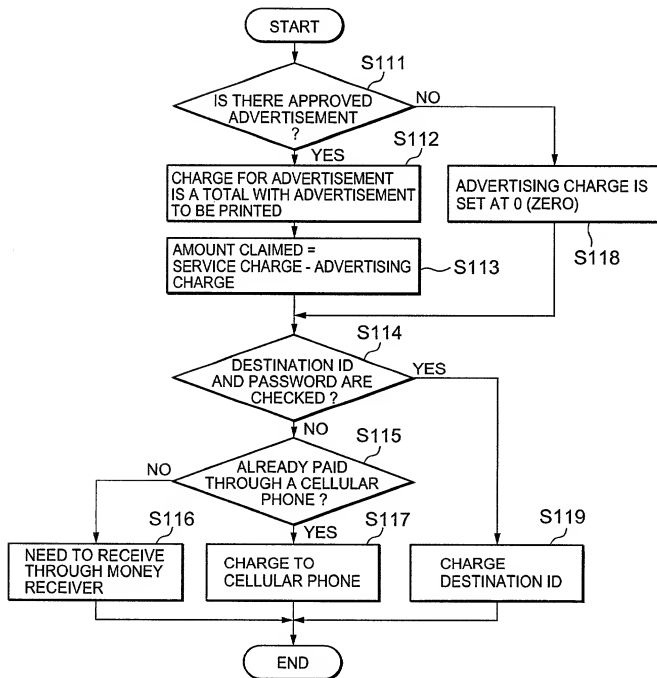 START
S111
IS THERE APPROVED
ADVERTISEMENT
?
NO
YES
S112
CHARGE FOR ADVERTISEMENT
IS A TOTAL WITH ADVERTISEMENT
TO BE PRINTED
ADVERTISING CHARGE IS
SET AT 0 (ZERO)
S118
AMOUNT CLAIMED =
SERVICE CHARGE - ADVERTISING
CHARGE
S113
S114
DESTINATION ID
AND PASSWORD ARE
CHECKED ?
YES
NO
S115
ALREADY PAID
THROUGH A CELLULAR
PHONE ?
NO
YES
S116
NEED TO RECEIVE
THROUGH MONEY
RECEIVER
S117
CHARGE TO
CELLULAR PHONE
S119
CHARGE
DESTINATION ID
END